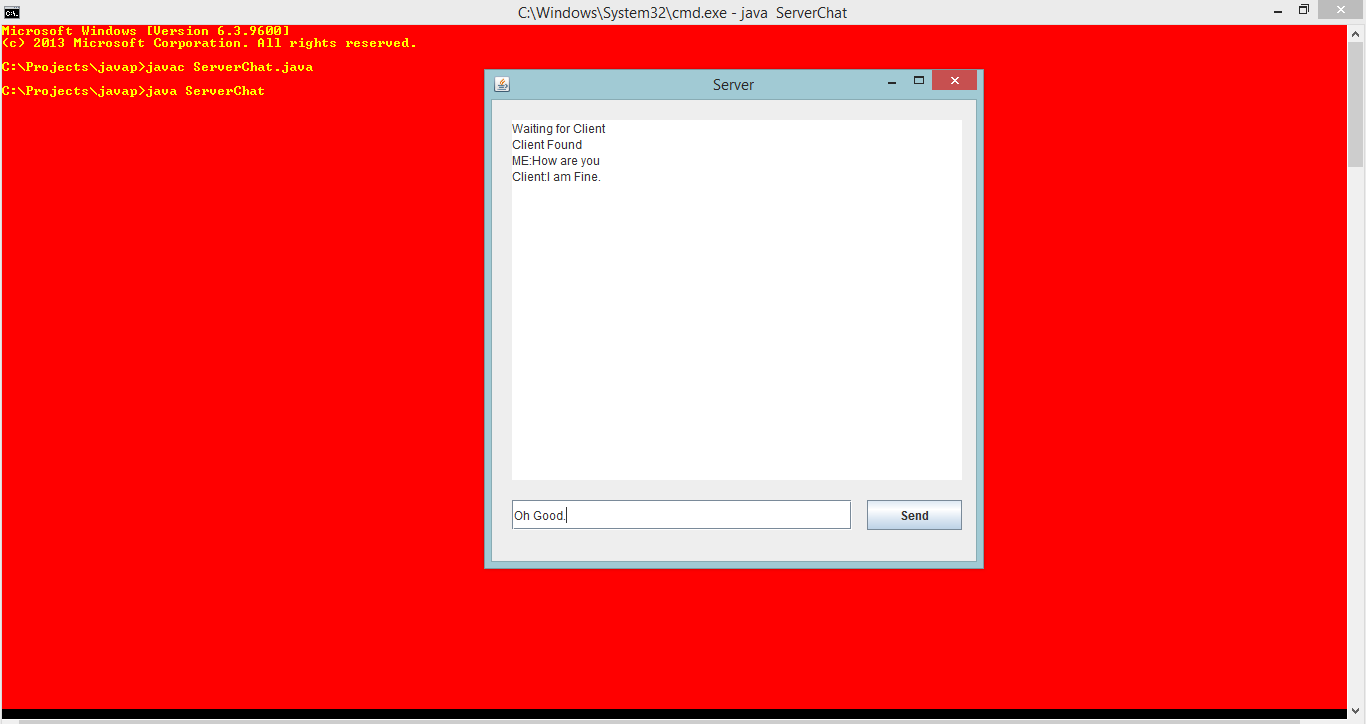 C:\Windows\System32\cmd.exe - java  ServerChat
Microsoft Windows [Version 6.3.9600]
(c) 2013 Microsoft Corporation. All rights reserved.
C:\Projects\javap>javac ServerChat.java
C:\Projects\javap>java ServerChat
Server
Waiting for Client
Client Found
ME:How are you
Client:I am Fine.
Oh Good.
Send